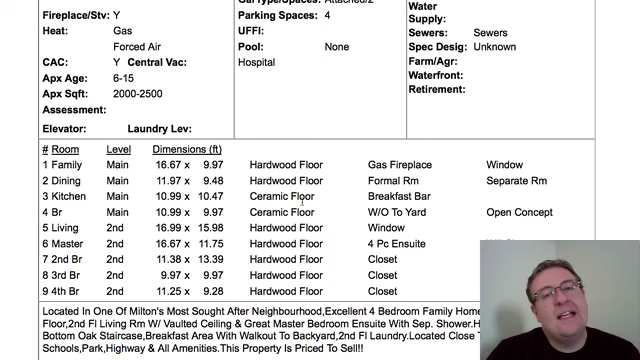 Gar/Type/Spaces: Attached/2
Water
Fireplace/Stv: Y Parking Spaces: 4 Supply:
Heat: Gas UFFI: Sewers: Sewers
Forced Air Pool: None Spec Desig: Unknown
CAC: Y Central Vac: Hospital Farm/Agr:
Apx Age: 6-15 Waterfront:
Apx Sqft: 2000-2500 Retirement:
Assessment:
Elevator: Laundry Lev:
# Room Level Dimensions (ft)
1 Family Main 16.67 x 9.97 Hardwood Floor Gas Fireplace Window
2 Dining Main 11.97 x 9.48 Hardwood Floor Formal Rm Separate Rm
3 Kitchen Main 10.99 x 10.47 Ceramic Floor Breakfast Bar
4 Br Main 10.99 x 9.97 Ceramic Floor W/O To Yard Open Concept
5 Living 2nd 16.99 x 15.98 Hardwood Floor Window
6 Master 2nd 16.67 x 11.75 Hardwood Floor 4 Pc Ensuite
7 2nd Br 2nd 11.38 x 13.39 Hardwood Floor Closet
8 3rd Br 2nd 9.97 x 9.97 Hardwood Floor Closet
9 4th Br 2nd 11.25 x 9.28 Hardwood Floor Closet
Located In One Of Milton's Most Sought After Neighbourhood,Excellent 4 Bedroom Family Home
Floor,2nd Fl Living Rm W/ Vaulted Ceiling & Great Master Bedroom Ensuite With Sep. Shower.
Bottom Oak Staircase,Breakfast Area With Walkout To Backyard,2nd Fl Laundry.Located Close
Schools,Park,Highway & All Amenities.This Property Is Priced To Sell!!